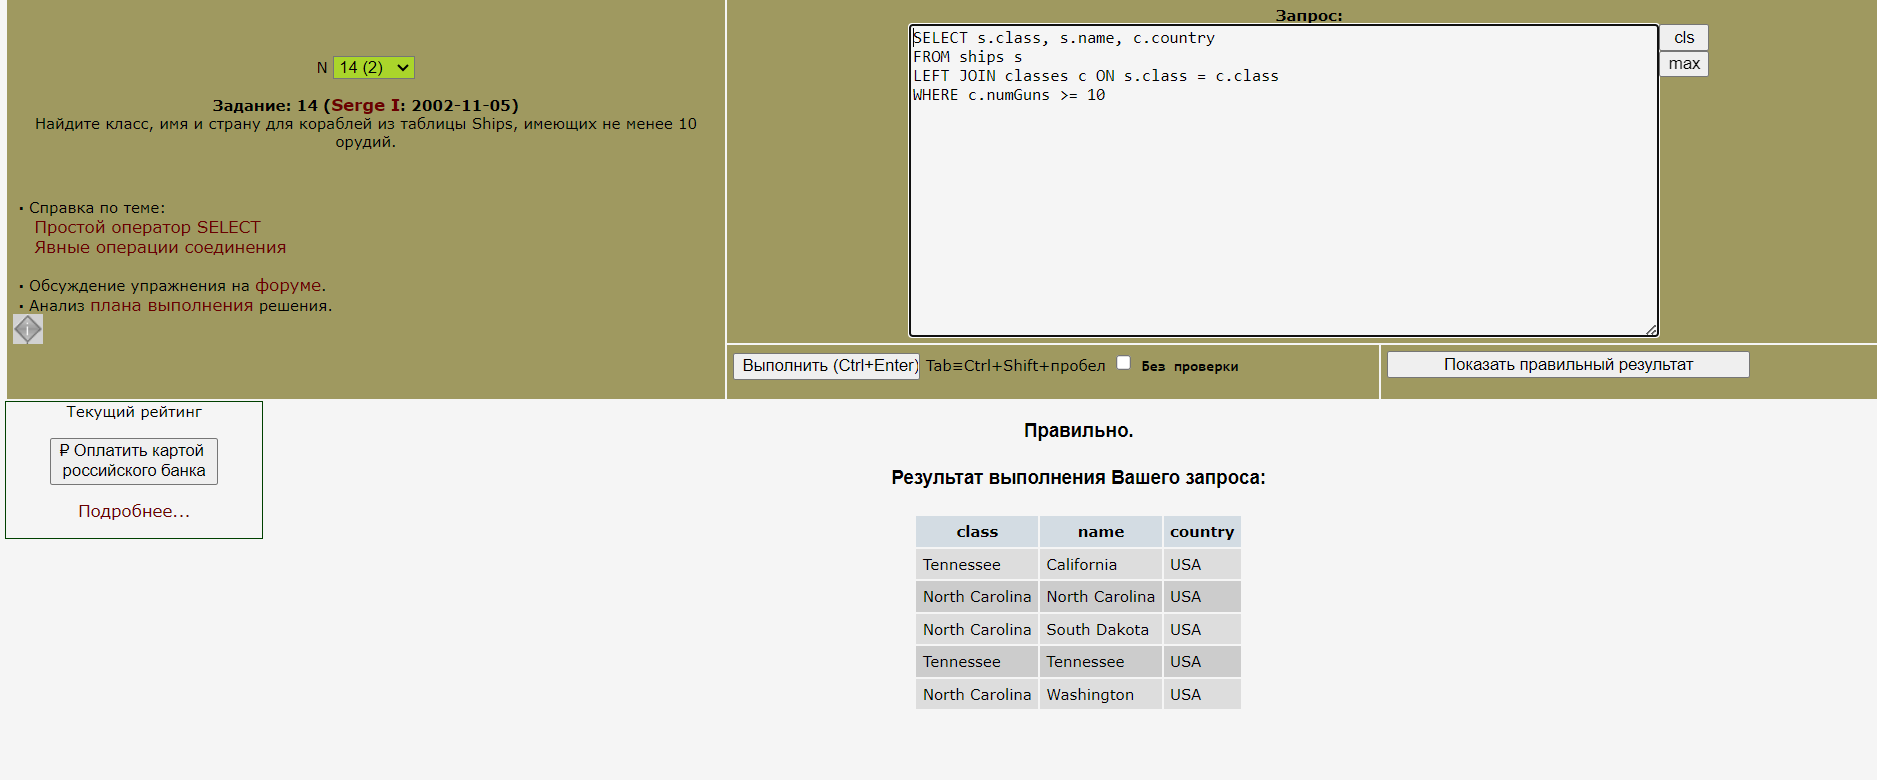 N 14 (2)
Задание: 14 (Serge I: 2002-11-05)
Найдите класс, имя и страну для кораблей из таблицы Ships, имеющих не менее 10
орудий.
· Справка по теме:
Простой оператор SELECT
Явные операции соединения
· Обсуждение упражнения на форуме.
· Анализ плана выполнения решения.
Запрос:
SELECT s.class, s.name, c.country
FROM ships s
LEFT JOIN classes c ON s.class = c.class
WHERE c.numGuns >= 10
cls
max
Выполнить (Ctrl+Enter) Tab≡Ctrl+Shift+пробел Без проверки
Показать правильный результат
Текущий рейтинг
₽ Оплатить картой
российского банка
Подробнее...
Правильно.
Результат выполнения Вашего запроса:
class name country
Tennessee California USA
North Carolina North Carolina USA
North Carolina South Dakota USA
Tennessee Tennessee USA
North Carolina Washington USA